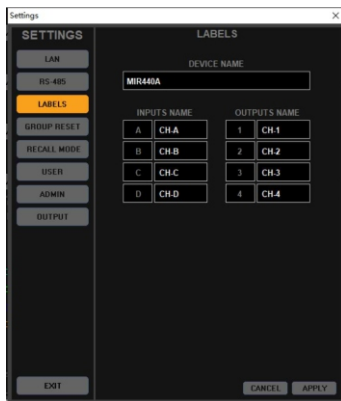 Settings
SETTINGS
LAN
RS-485
LABELS
GROUP RESET
RECALL MODE
USER
ADMIN
OUTPUT
EXIT
LABELS
DEVICE NAME
MIR440A
INPUTS NAME
A CH-A
B CH-B
C CH-C
D CH-D
OUTPUTS NAME
1 CH-1
2 CH-2
3 CH-3
4 CH-4
CANCEL APPLY